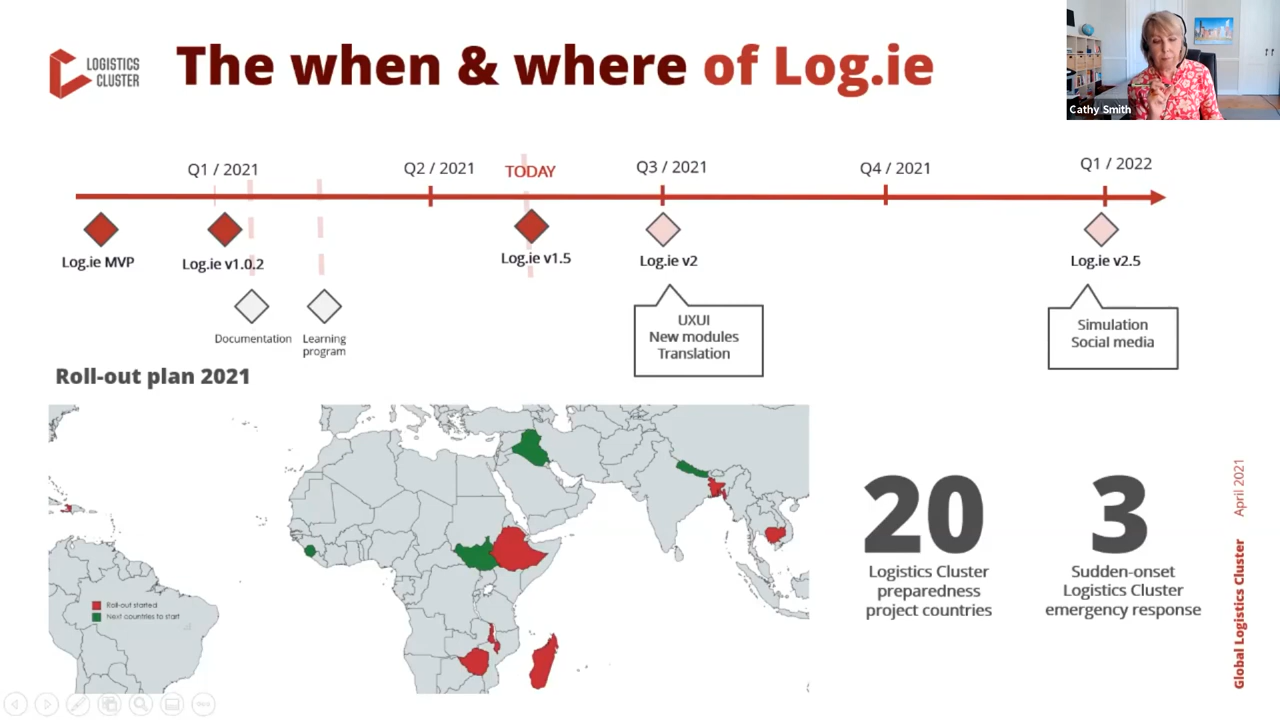 LOGISTICS
CLUSTER
The when & where of Log.ie
Cathy Smith
Q1 / 2021
Q2 / 2021
TODAY
Q3 / 2021
Q4 / 2021
Q1 / 2022
Log.ie MVP
Log.ie v1.0.2
Log.ie v1.5
Log.ie v2
Log.ie v2.5
Documentation
Learning
program
UXUI
New modules
Translation
Simulation
Social media
Roll-out plan 2021
Roll-out started
Next countries to start
20
Logistics Cluster
preparedness
project countries
3
Sudden-onset
Logistics Cluster
emergency response
Global Logistics Cluster April 2021